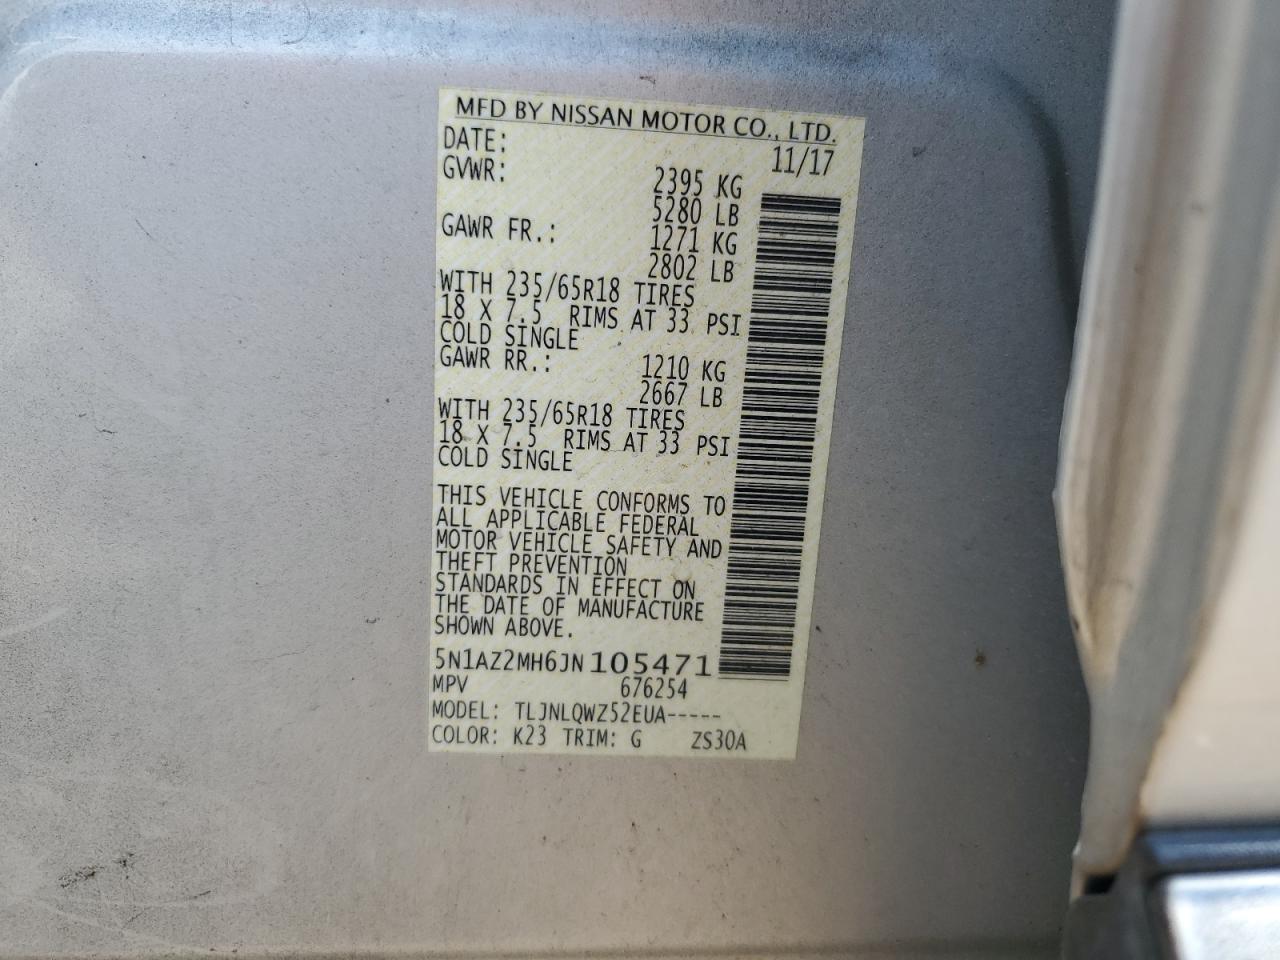 MFD BY NISSAN MOTOR CO., LTD.
DATE: 11/17
GVWR: 2395 KG
5280 LB
GAWR FR.: 1271 KG
2802 LB
WITH 235/65R18 TIRES
18 X 7.5 RIMS AT 33 PSI
COLD SINGLE
GAWR RR.: 1210 KG
2667 LB
WITH 235/65R18 TIRES
18 X 7.5 RIMS AT 33 PSI
COLD SINGLE
THIS VEHICLE CONFORMS TO
ALL APPLICABLE FEDERAL
MOTOR VEHICLE SAFETY AND
THEFT PREVENTION
STANDARDS IN EFFECT ON
THE DATE OF MANUFACTURE
SHOWN ABOVE.
5N1AZ2MH6JN105471
MPV 676254
MODEL: TLJNLQWZ52EUA-----
COLOR: K23 TRIM: G ZS30A